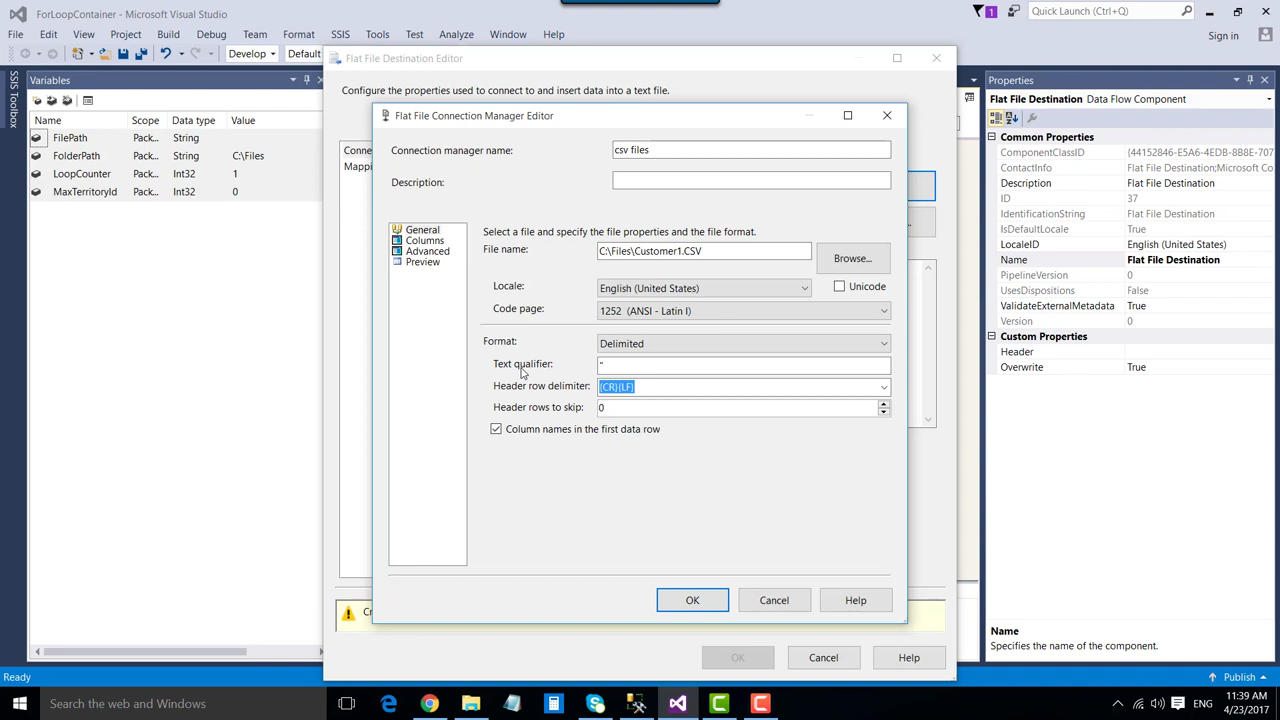 ForLoopContainer - Microsoft Visual Studio
1
Quick Launch (Ctrl+Q)
File Edit View Project Build Debug Team Format SSIS Tools Test Analyze Window Help
Sign in
Develop
Default
SSIS Toolbox
Variables
Name Scope Data type Value
FilePath Pack... String
FolderPath Pack... String C:\Files
LoopCounter Pack... Int32 1
MaxTerritoryId Pack... Int32 0
Flat File Destination Editor
Configure the properties used to connect to and insert data into a text file.
Conne
Mappi
Flat File Connection Manager Editor
Connection manager name: csv files
Description:
General
Columns
Advanced
Preview
Select a file and specify the file properties and the file format.
File name: C:\Files\Customer1.CSV Browse...
Locale: English (United States) Unicode
Code page: 1252 (ANSI - Latin I)
Format: Delimited
Text qualifier: "
Header row delimiter: {CR}{LF}
Header rows to skip: 0
Column names in the first data row
OK Cancel Help
OK Cancel Help
Properties
Flat File Destination Data Flow Component
Common Properties
ComponentClassID {44152846-E5A6-4EDB-8B8E-707
ContactInfo Flat File Destination;Microsoft Co
Description Flat File Destination
ID 37
IdentificationString Flat File Destination
IsDefaultLocale True
LocaleID English (United States)
Name Flat File Destination
PipelineVersion 0
UsesDispositions False
ValidateExternalMetadata True
Version 0
Custom Properties
Header
Overwrite True
Name
Specifies the name of the component.
Ready
Publish
Search the Web and Windows
ENG
11:39 AM
4/23/2017